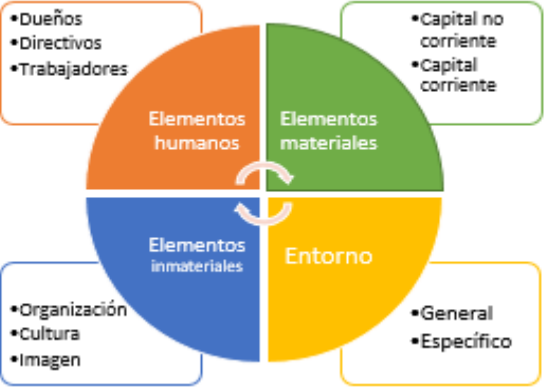 •Dueños
•Directivos
•Trabajadores
•Capital no
corriente
•Capital
corriente
Elementos
humanos
Elementos
materiales
Elementos
inmateriales
Entorno
•Organización
•Cultura
•Imagen
•General
•Específico